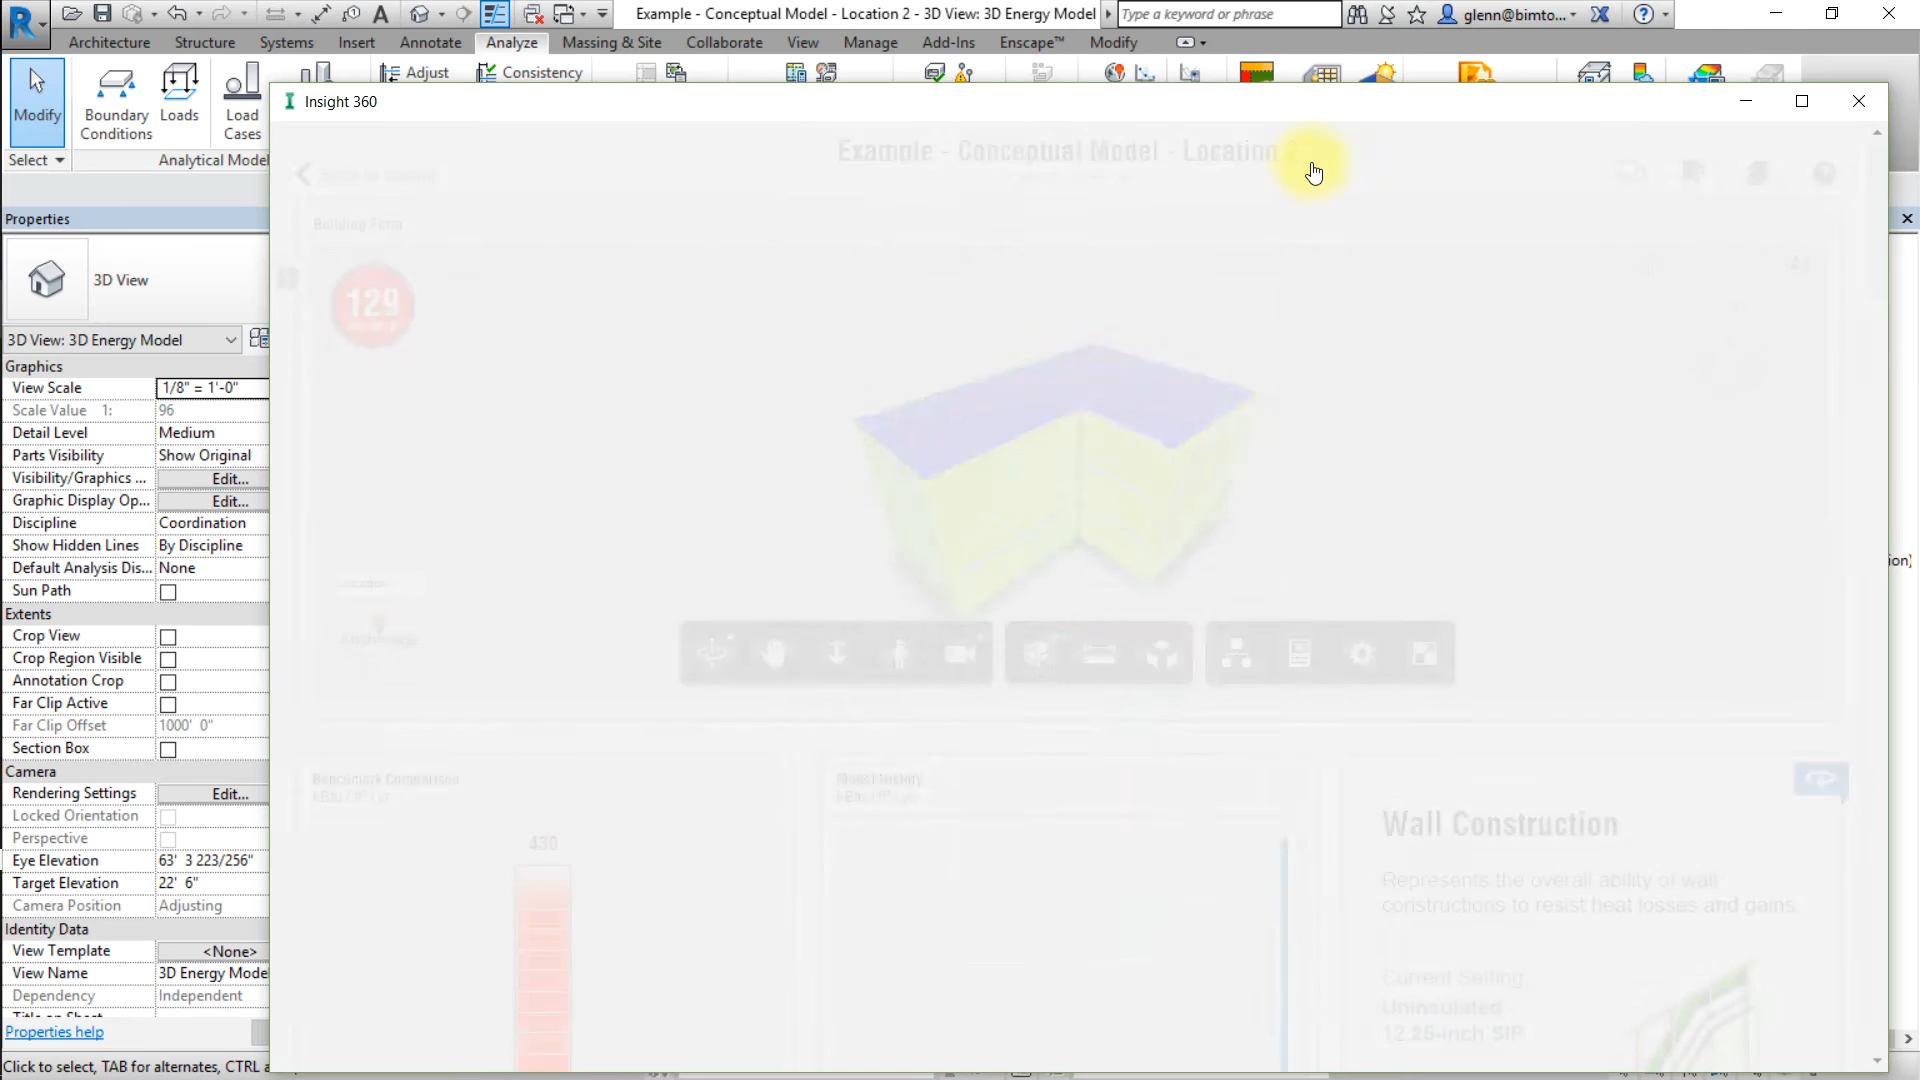 Example - Conceptual Model - Location 2 - 3D View: 3D Energy Model
Type a keyword or phrase
glenn@bimto...
Architecture Structure Systems Insert Annotate Analyze Massing & Site Collaborate View Manage Add-Ins Enscape™ Modify
Modify
Boundary
Conditions
Loads
Load
Cases
Adjust
Consistency
Select
Analytical Model
Insight 360
Properties
3D View
3D View: 3D Energy Model
Graphics
View Scale 1/8" = 1'-0"
Scale Value 1: 96
Detail Level Medium
Parts Visibility Show Original
Visibility/Graphics ... Edit...
Graphic Display Op... Edit...
Discipline Coordination
Show Hidden Lines By Discipline
Default Analysis Dis... None
Sun Path
Extents
Crop View
Crop Region Visible
Annotation Crop
Far Clip Active
Far Clip Offset 1000' 0"
Section Box
Camera
Rendering Settings Edit...
Locked Orientation
Perspective
Eye Elevation 63' 3 223/256"
Target Elevation 22' 6"
Camera Position Adjusting
Identity Data
View Template <None>
View Name 3D Energy Model
Dependency Independent
Properties help
Click to select, TAB for alternates, CTRL a
Example - Conceptual Model - Location
Building Form
129
Benchmark Comparison
430
Model History
Wall Construction
Represents the overall ability of wall
constructions to resist heat losses and gains
Current Setting
Uninsulated
12.25-inch SIP
ion)